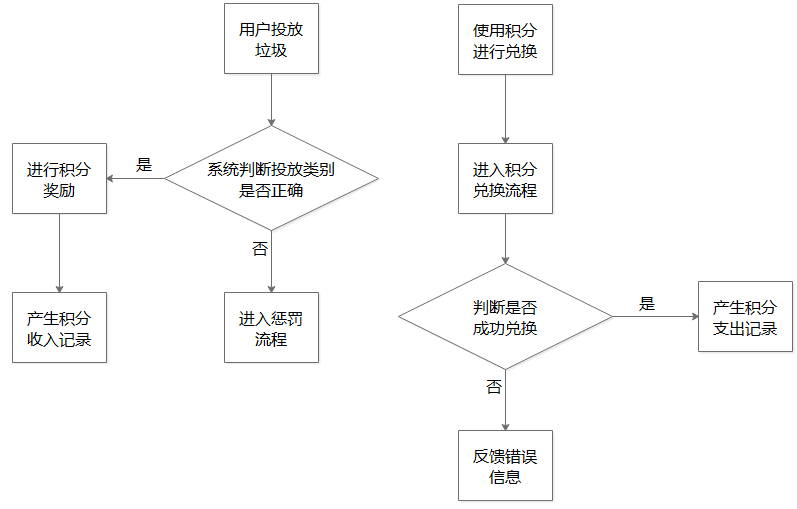 用户投放
垃圾
系统判断投放类别
是否正确
是
进行积分
奖励
产生积分
收入记录
否
进入惩罚
流程
使用积分
进行兑换
进入积分
兑换流程
判断是否
成功兑换
是
产生积分
支出记录
否
反馈错误
信息